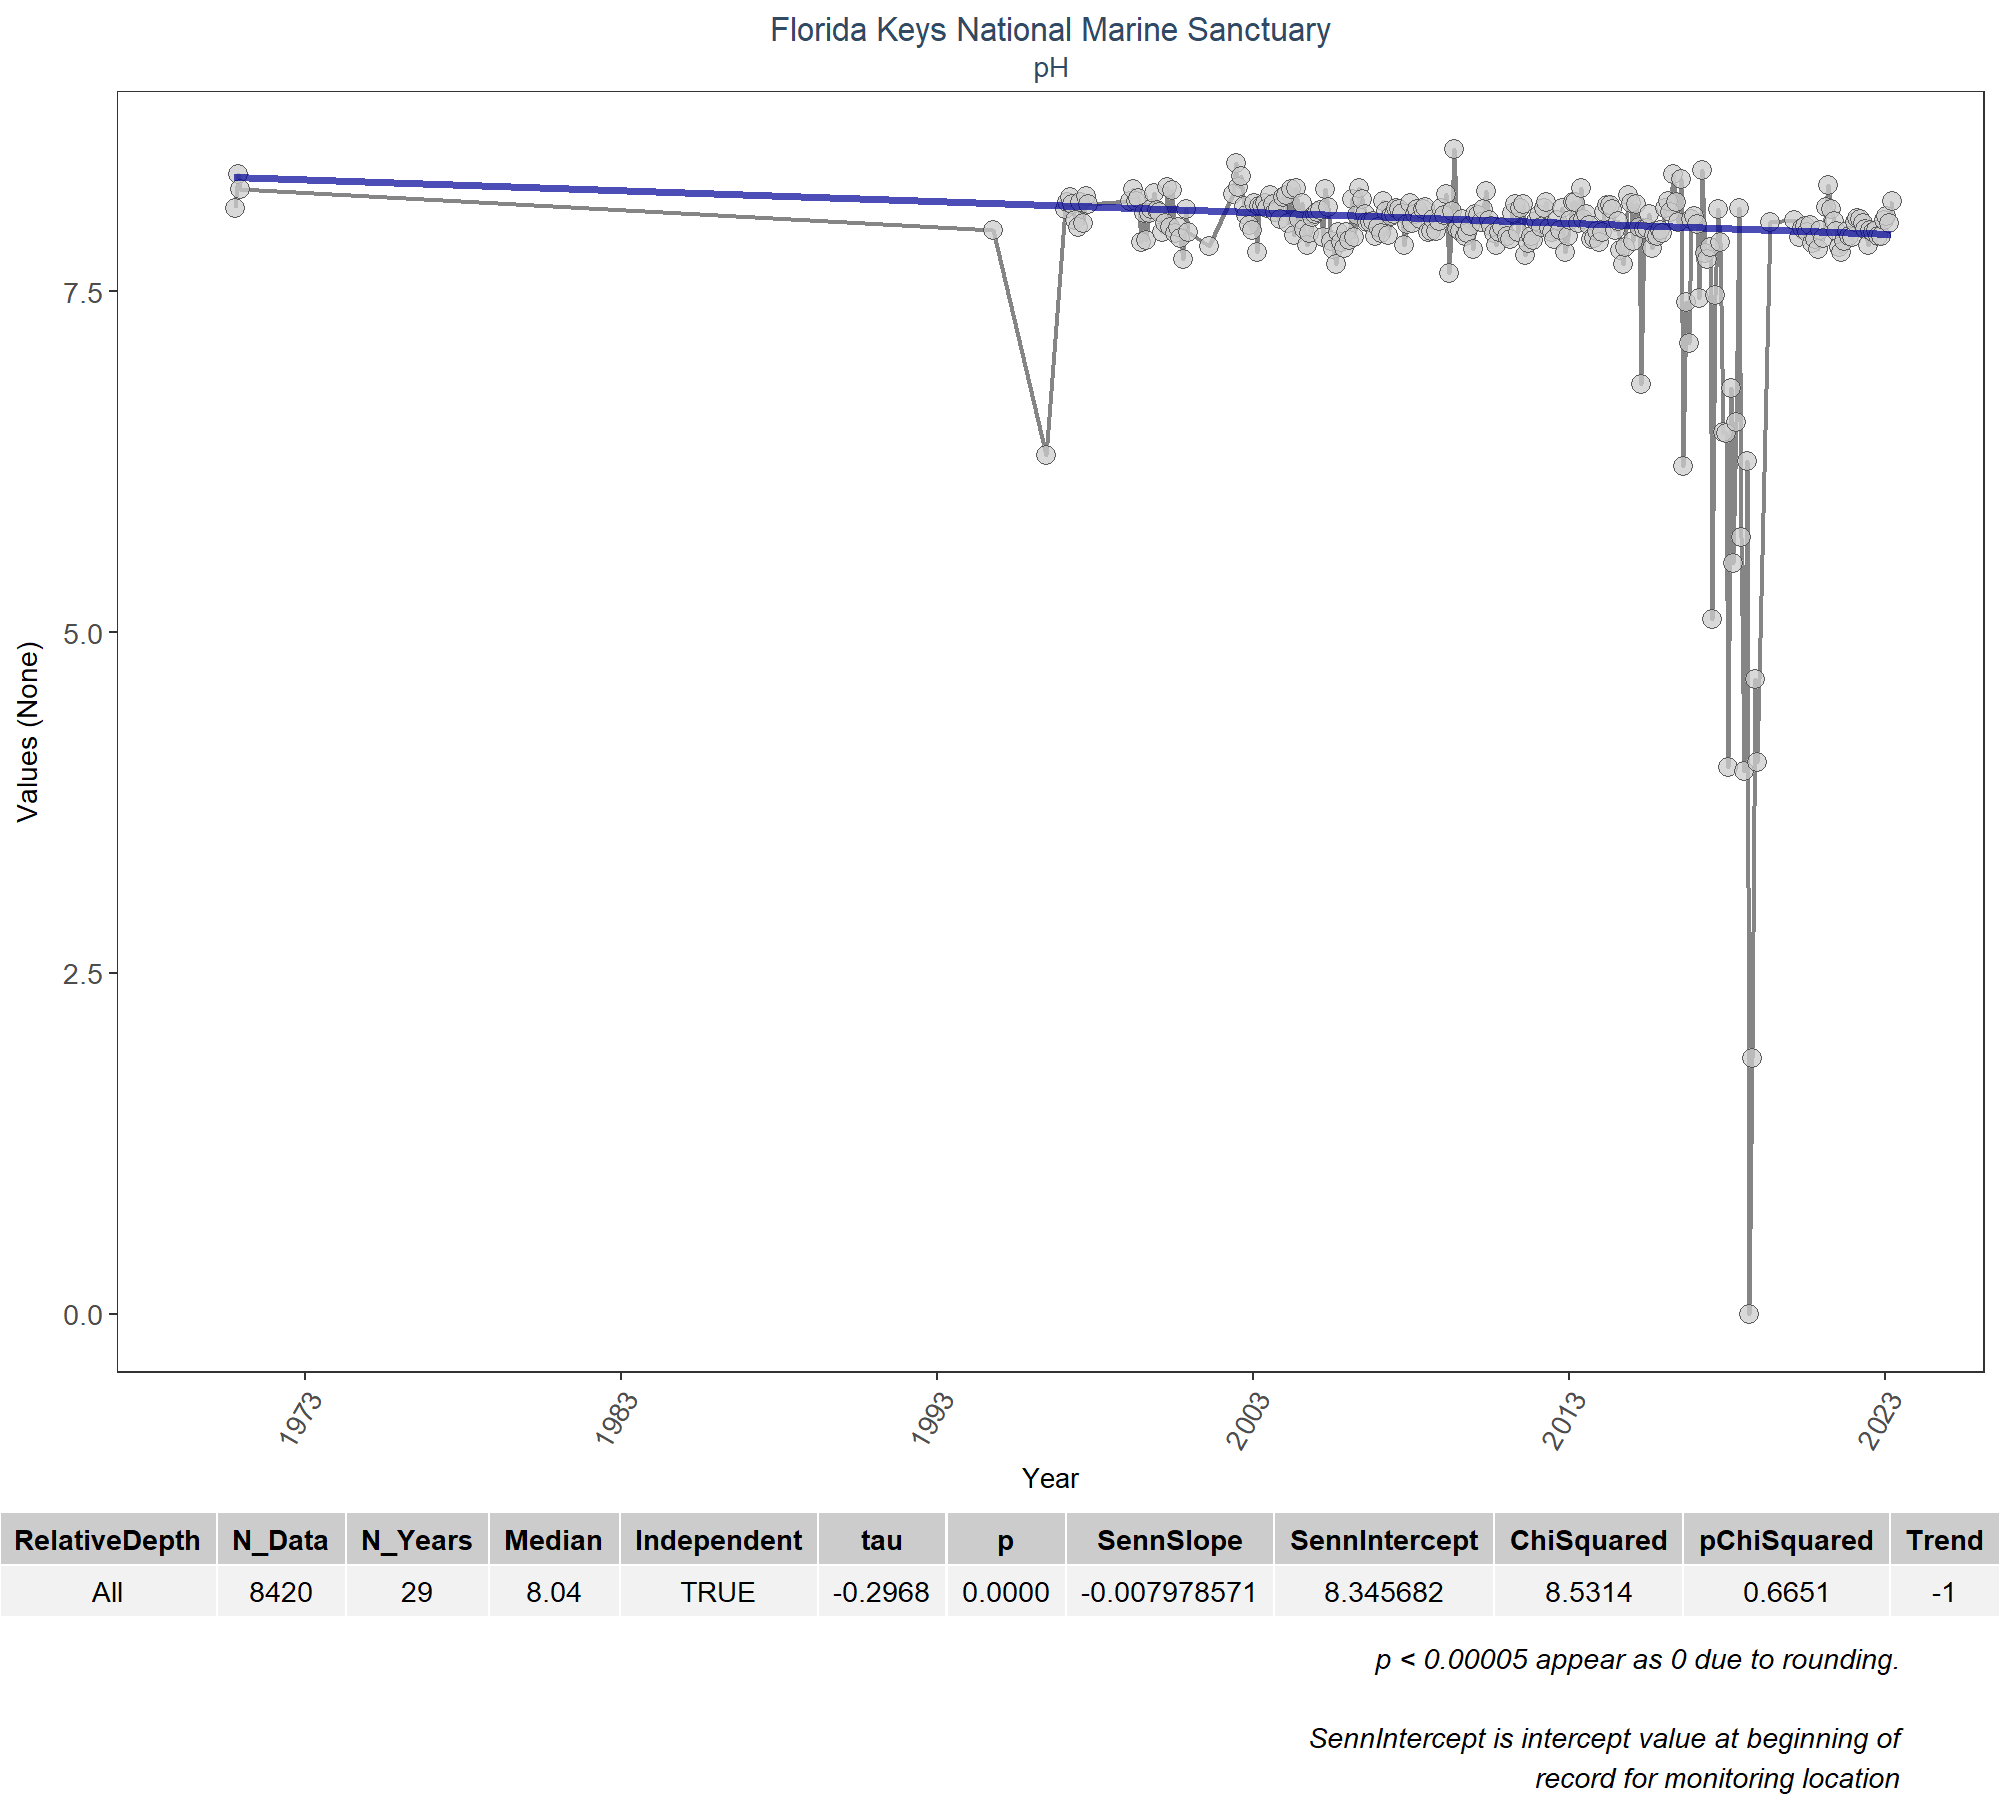 Florida Keys National Marine Sanctuary
pH
7.5
5.0
2.5
0.0
Values (None)
1973
1983
1993
2003
2013
2023
Year
RelativeDepth N_Data N_Years Median Independent tau p SennSlope SennIntercept ChiSquared pChiSquared Trend
All 8420 29 8.04 TRUE -0.2968 0.0000 -0.007978571 8.345682 8.5314 0.6651 -1
p < 0.00005 appear as 0 due to rounding.
SennIntercept is intercept value at beginning of
record for monitoring location